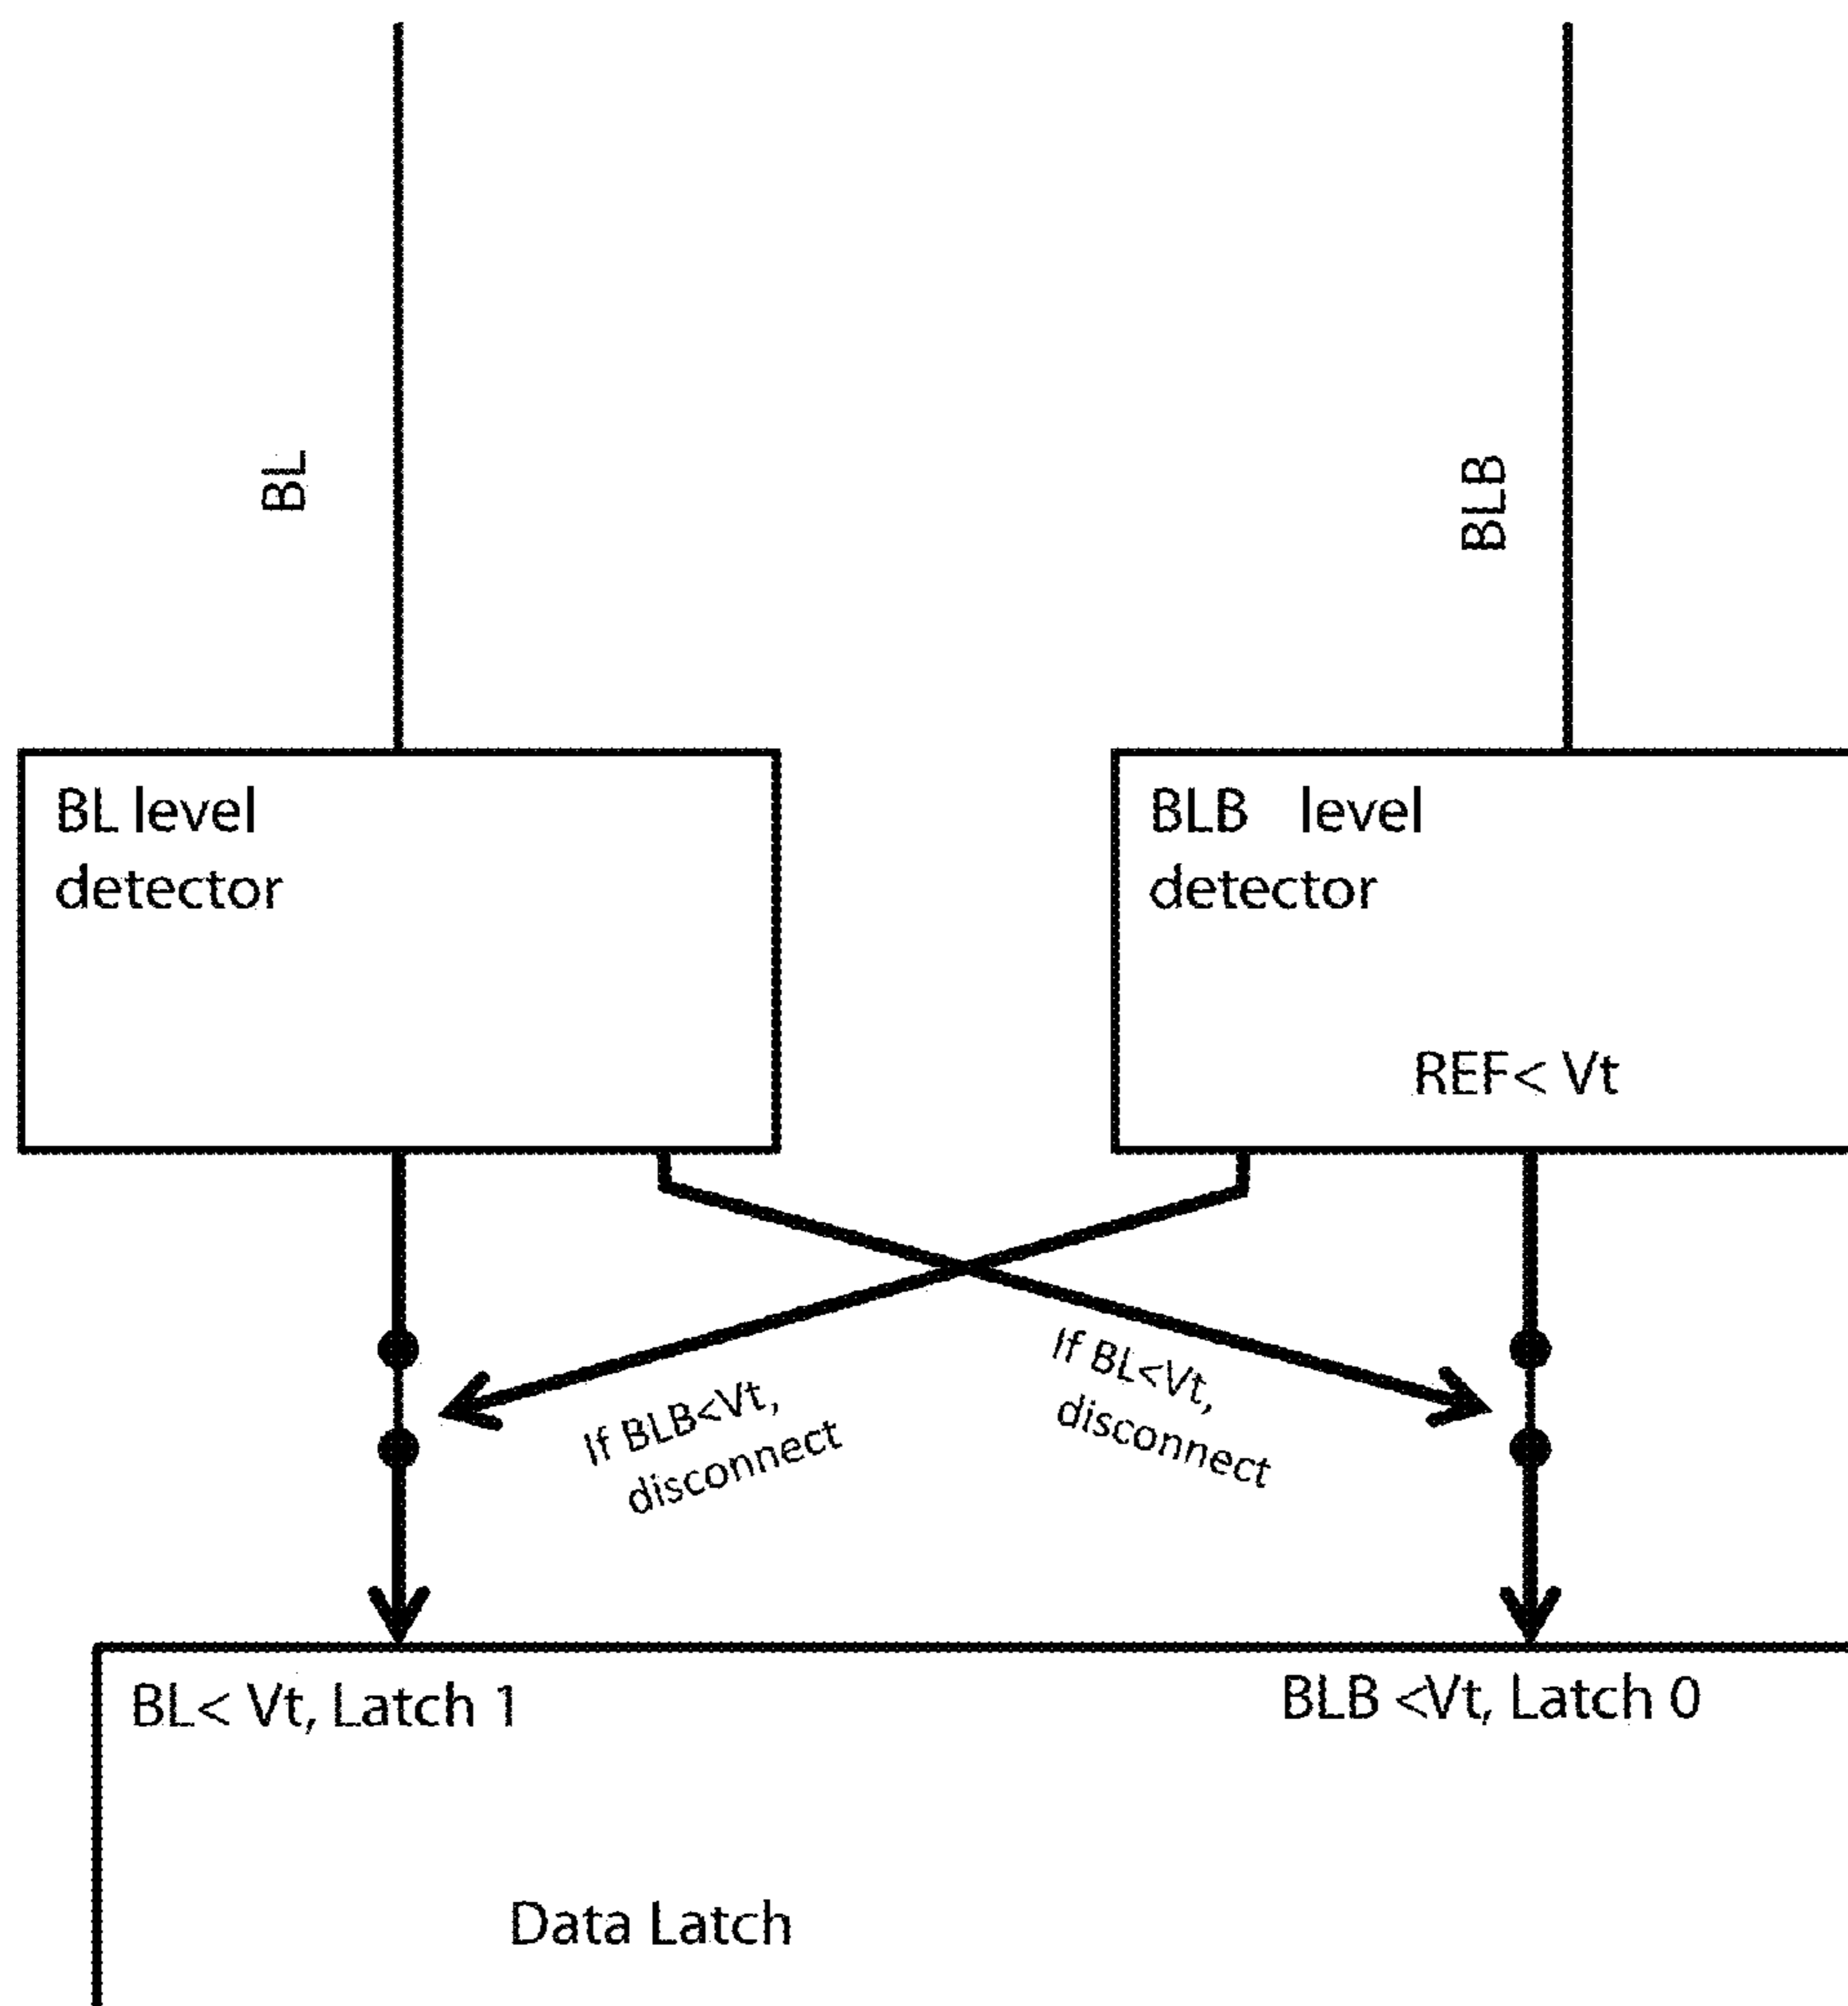 BL
BLB
BL level
detector
BLB level
detector
REF< Vt
If BLB<Vt,
disconnect
If BL<Vt,
disconnect
BL< Vt, Latch 1
BLB <Vt, Latch 0
Data Latch